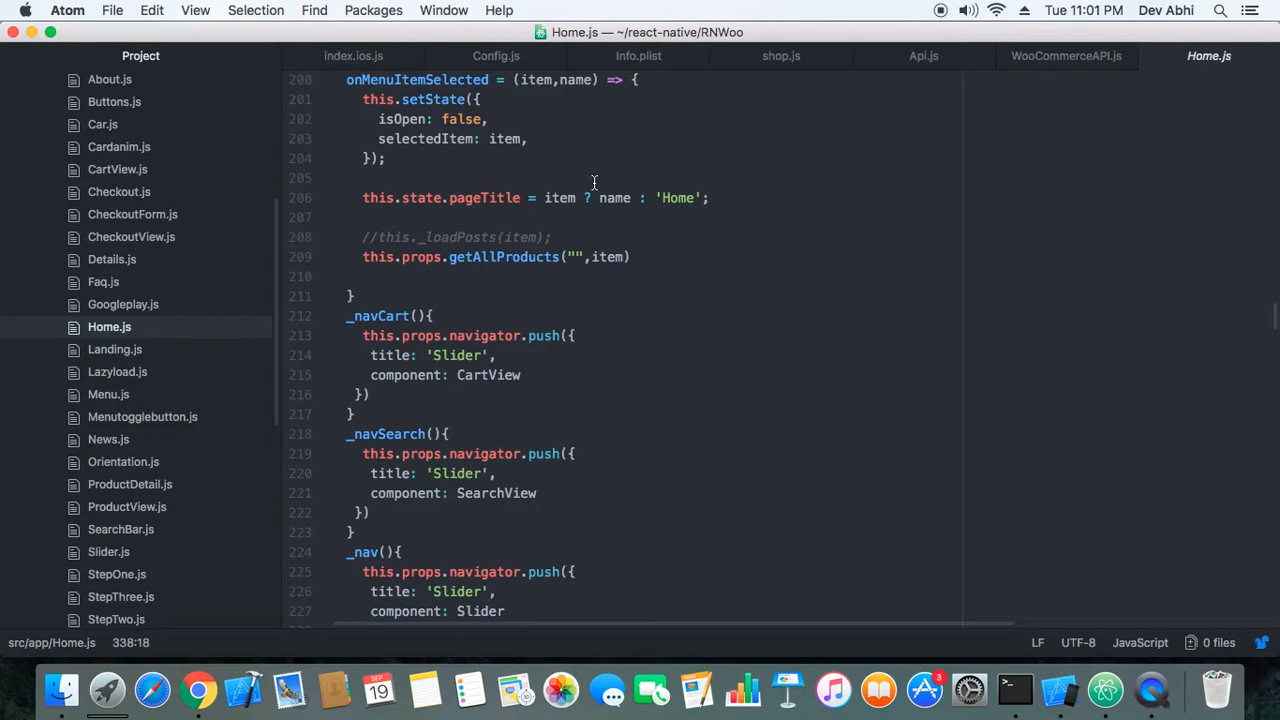 Atom File Edit View Selection Find Packages Window Help Tue 11:01 PM Dev Abhi
Home.js — ~/react-native/RNWoo
Project
index.ios.js Config.js Info.plist shop.js Api.js WooCommerceAPI.js Home.js
About.js
Buttons.js
Car.js
Cardanim.js
CartView.js
Checkout.js
CheckoutForm.js
CheckoutView.js
Details.js
Faq.js
Googleplay.js
Home.js
Landing.js
Lazyload.js
Menu.js
Menutogglebutton.js
News.js
Orientation.js
ProductDetail.js
ProductView.js
SearchBar.js
Slider.js
StepOne.js
StepThree.js
StepTwo.js
200 onMenuItemSelected = (item,name) => {
201 this.setState({
202 isOpen: false,
203 selectedItem: item,
204 });
205
206 this.state.pageTitle = item ? name : 'Home';
207
208 //this._loadPosts(item);
209 this.props.getAllProducts("",item)
210
211 }
212 _navCart(){
213 this.props.navigator.push({
214 title: 'Slider',
215 component: CartView
216 })
217 }
218 _navSearch(){
219 this.props.navigator.push({
220 title: 'Slider',
221 component: SearchView
222 })
223 }
224 _nav(){
225 this.props.navigator.push({
226 title: 'Slider',
227 component: Slider
src/app/Home.js 338:18 LF UTF-8 JavaScript 0 files
SEP
19
3